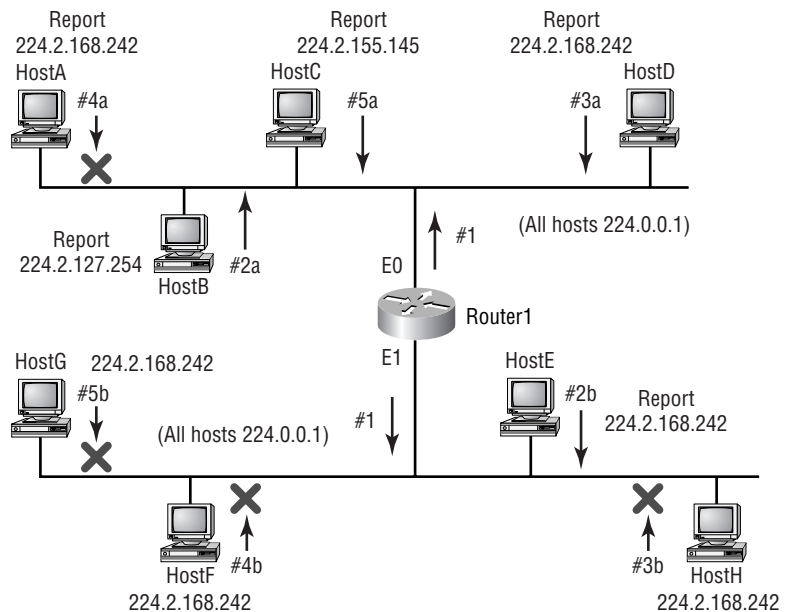 Report
224.2.168.242
HostA
#4a
Report
224.2.155.145
HostC
#5a
Report
224.2.168.242
HostD
#3a
Report
224.2.127.254
HostB
#2a
#1
(All hosts 224.0.0.1)
E0
Router1
E1
HostG
224.2.168.242
#5b
(All hosts 224.0.0.1)
#1
HostE
#2b
Report
224.2.168.242
HostF
#4b
224.2.168.242
#3b
HostH
224.2.168.242